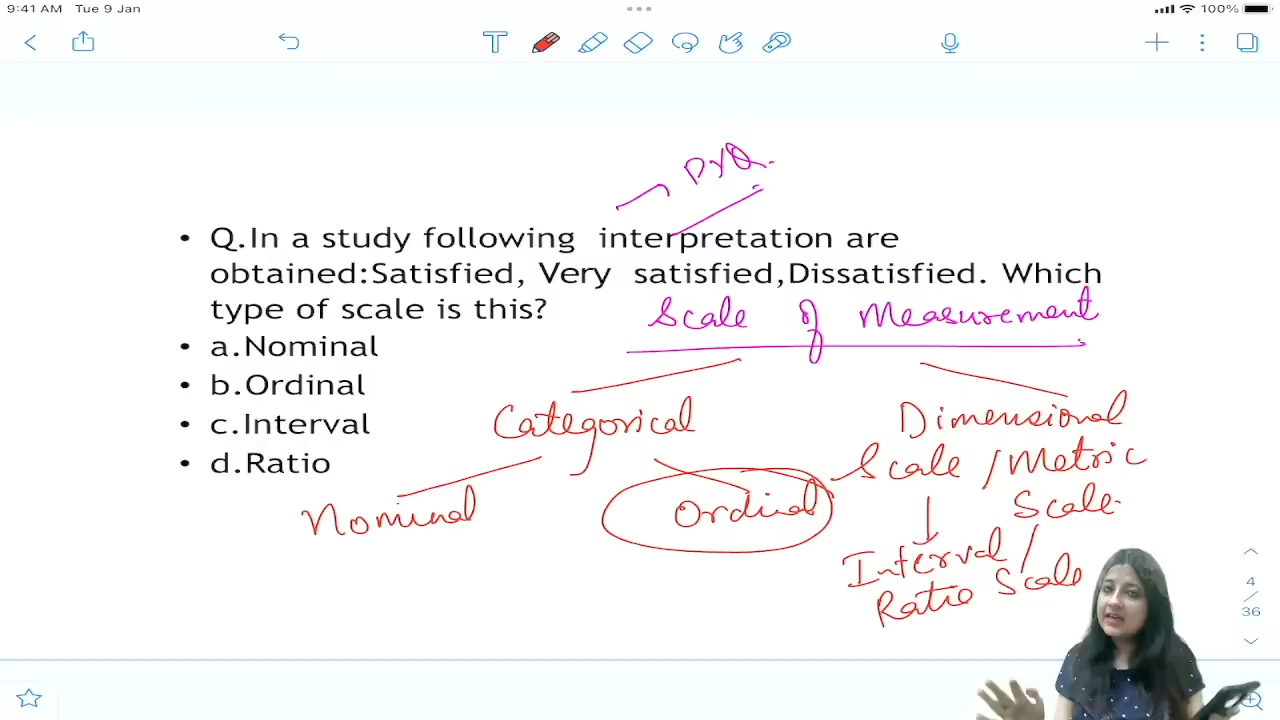 9:41 AM Tue 9 Jan
100%
T
PYQ.
• Q.In a study following interpretation are
obtained:Satisfied, Very satisfied,Dissatisfied. Which
type of scale is this?
Scale of Measurement
• a.Nominal
• b.Ordinal
• c.Interval
• d.Ratio
Categorical
Nominal
Ordinal
Dimensional
Scale / Metric
Scale
Interval /
Ratio Scale
4
/
36